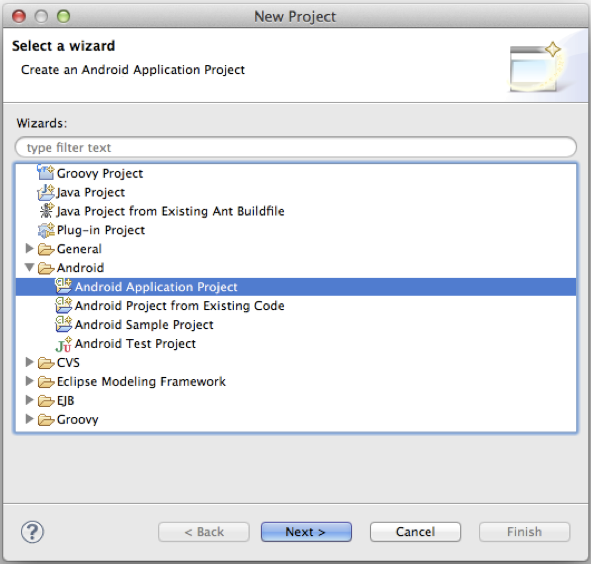 New Project
Select a wizard
Create an Android Application Project
Wizards:
type filter text
Groovy Project
Java Project
Java Project from Existing Ant Buildfile
Plug-in Project
General
Android
Android Application Project
Android Project from Existing Code
Android Sample Project
Android Test Project
CVS
Eclipse Modeling Framework
EJB
Groovy
? < Back Next > Cancel Finish